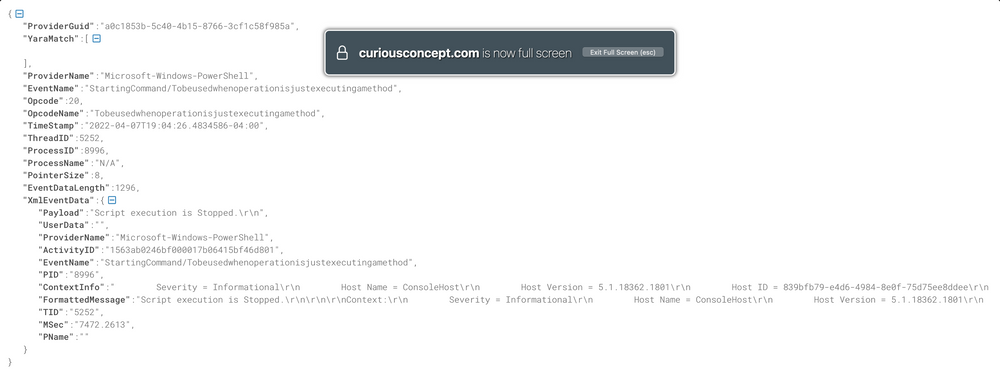 {
"ProviderGuid":"a0c1853b-5c40-4b15-8766-3cf1c58f985a",
"YaraMatch":[
curiousconcept.com is now full screen
Exit Full Screen (esc)
],
"ProviderName":"Microsoft-Windows-PowerShell",
"EventName":"StartingCommand/Tobeusedwhenoperationisjustexecutingamethod",
"Opcode":20,
"OpcodeName":"Tobeusedwhenoperationisjustexecutingamethod",
"TimeStamp":"2022-04-07T19:04:26.4834586-04:00",
"ThreadID":5252,
"ProcessID":8996,
"ProcessName":"N/A",
"PointerSize":8,
"EventDataLength":1296,
"XmlEventData":{
"Payload":"Script execution is Stopped.\r\n",
"UserData":"",
"ProviderName":"Microsoft-Windows-PowerShell",
"ActivityID":"1563ab0246bf000017b06415bf46d801",
"EventName":"StartingCommand/Tobeusedwhenoperationisjustexecutingamethod",
"PID":"8996",
"ContextInfo":" Severity = Informational\r\n Host Name = ConsoleHost\r\n Host Version = 5.1.18362.1801\r\n Host ID = 839bfb79-e4d6-4984-8e0f-75d75ee8ddee\r\n
"FormattedMessage":"Script execution is Stopped.\r\n\r\n\r\nContext:\r\n Severity = Informational\r\n Host Name = ConsoleHost\r\n Host Version = 5.1.18362.1801\r\n
"TID":"5252",
"MSec":"7472.2613",
"PName":""
}
}